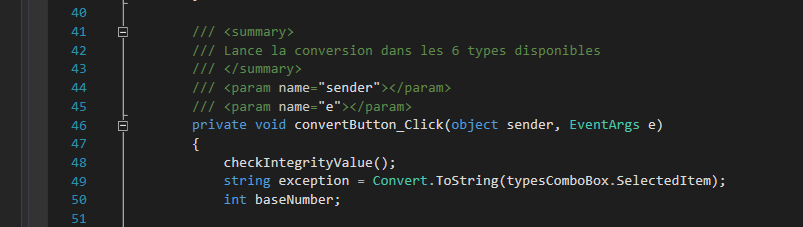 40
41 /// <summary>
42 /// Lance la conversion dans les 6 types disponibles
43 /// </summary>
44 /// <param name="sender"></param>
45 /// <param name="e"></param>
46 private void convertButton_Click(object sender, EventArgs e)
47 {
48 checkIntegrityValue();
49 string exception = Convert.ToString(typesComboBox.SelectedItem);
50 int baseNumber;
51